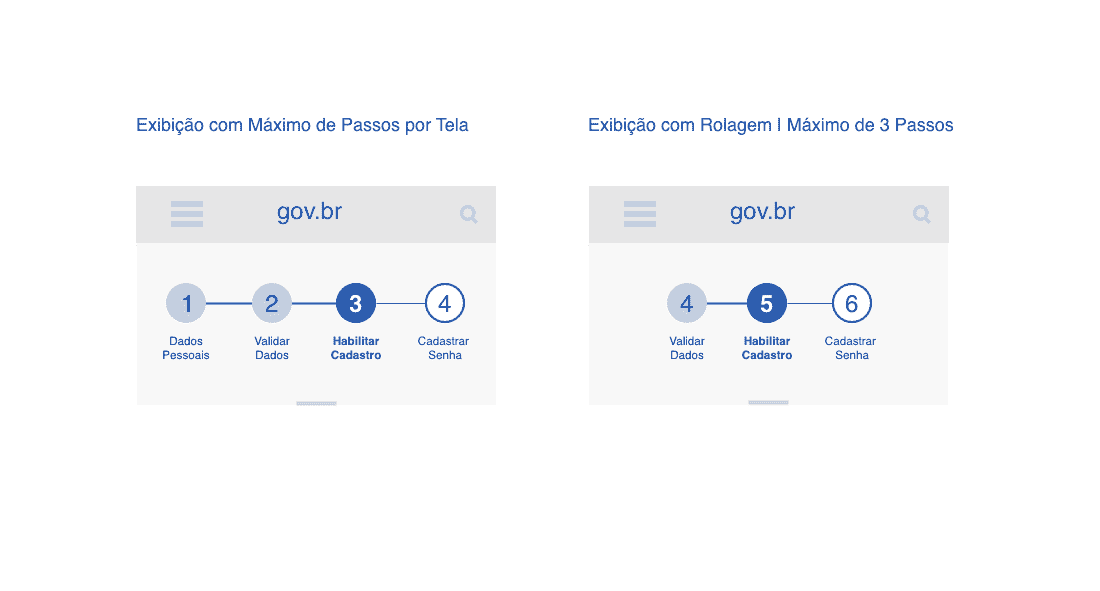 Exibição com Máximo de Passos por Tela
gov.br
1 2 3 4
Dados Validar Habilitar Cadastrar
Pessoais Dados Cadastro Senha
Exibição com Rolagem | Máximo de 3 Passos
gov.br
4 5 6
Validar Habilitar Cadastrar
Dados Cadastro Senha